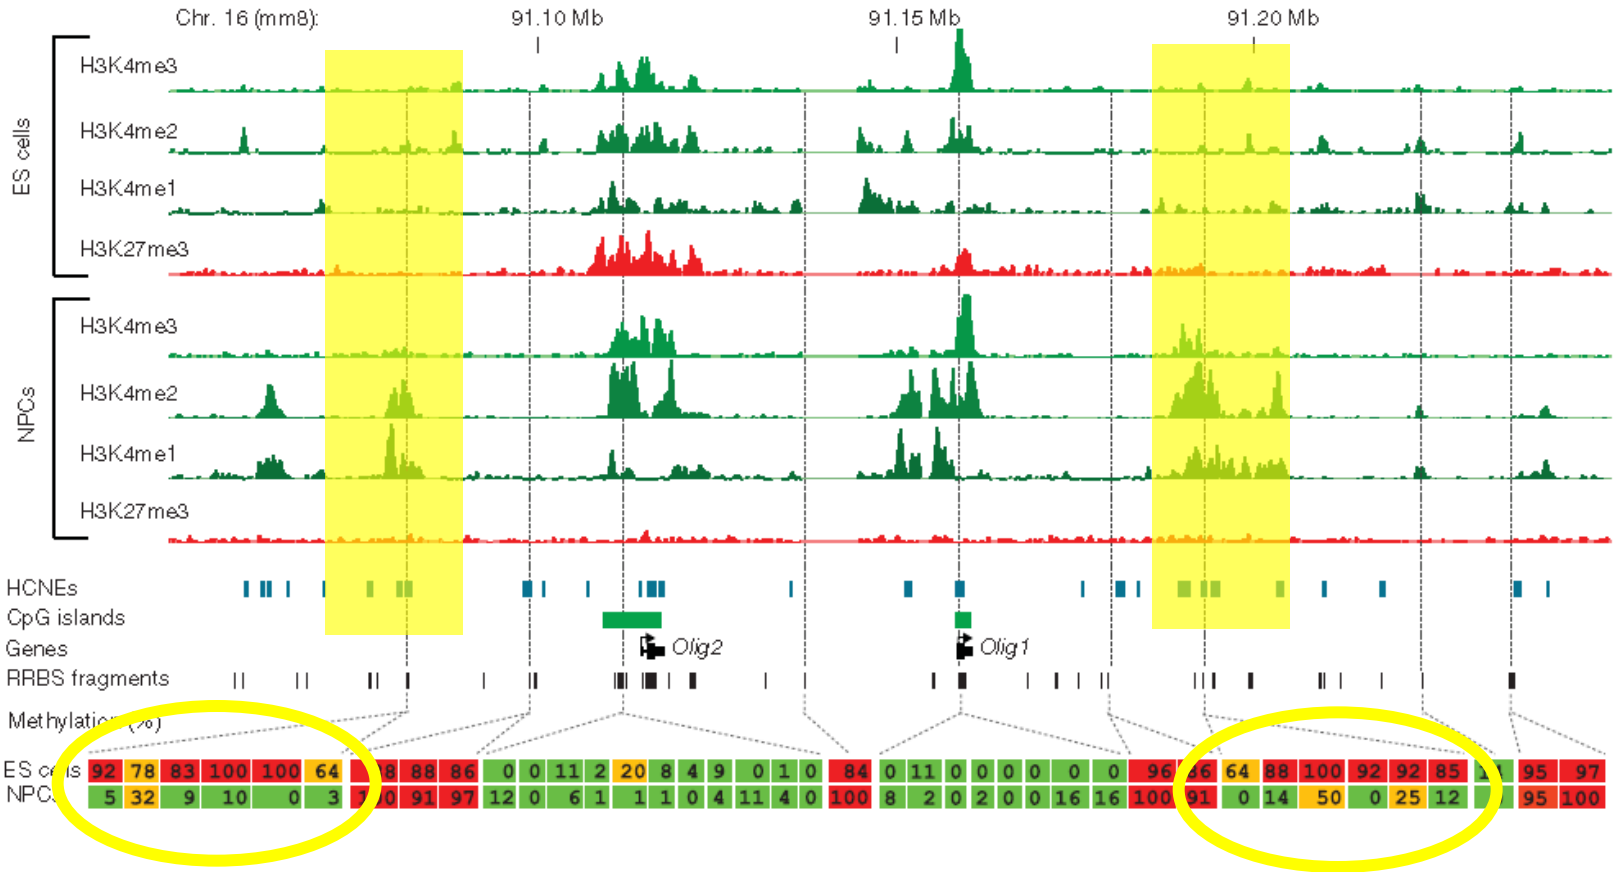 Chr. 16 (mm8): 91.10 Mb 91.15 Mb 91.20 Mb
ES cells
H3K4me3
H3K4me2
H3K4me1
H3K27me3
NPCs
H3K4me3
H3K4me2
H3K4me1
H3K27me3
HCNEs
CpG islands
Genes Olig2 Olig1
RRBS fragments
Methylation (%)
ES cells 92 78 83 100 100 64 88 86 0 0 11 2 20 8 4 9 0 1 0 84 0 11 0 0 0 0 0 96 86 64 88 100 92 92 85 95 97
NPCs 5 32 9 10 0 3 100 91 97 12 0 6 1 1 1 0 4 11 4 0 100 8 2 0 2 0 0 16 16 100 91 0 14 50 0 25 12 95 100